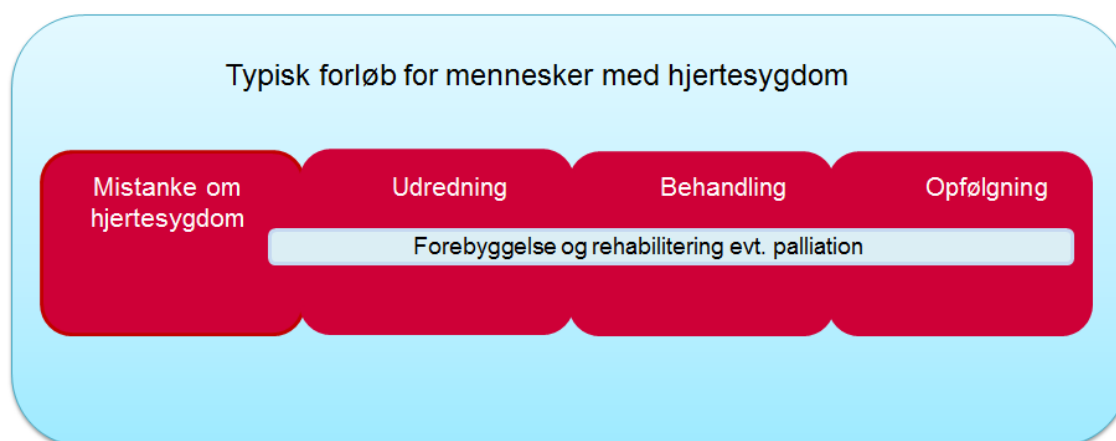 Typisk forløb for mennesker med hjertesygdom
Mistanke om
hjertesygdom
Udredning
Behandling
Opfølgning
Forebyggelse og rehabilitering evt. palliation